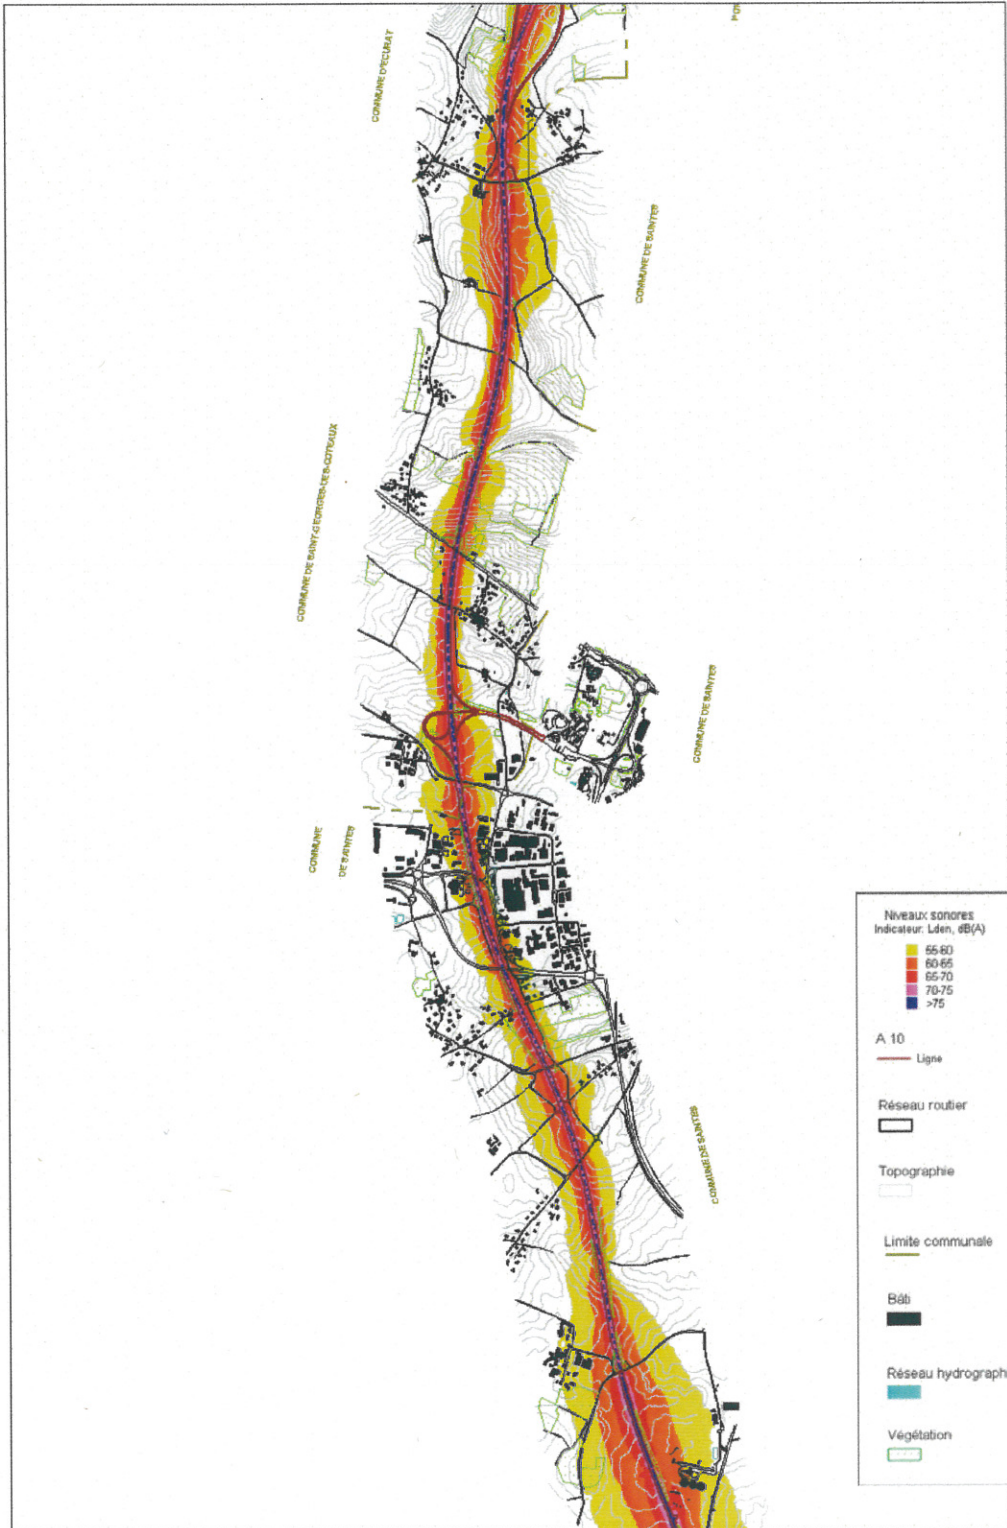 COMMUNE D'ECURAT
COMMUNE DE SAINTES
COMMUNE DE SAINT-GEORGES-DES-COTEAUX
COMMUNE DE SAINTES
COMMUNE
DE SAINTES
COMMUNE DE SAINTES
Niveaux sonores
Indicateur: Lden, dB(A)
55-60
60-65
65-70
70-75
>75
A 10
Ligne
Réseau routier
Topographie
Limite communale
Bâti
Réseau hydrograph
Végétation